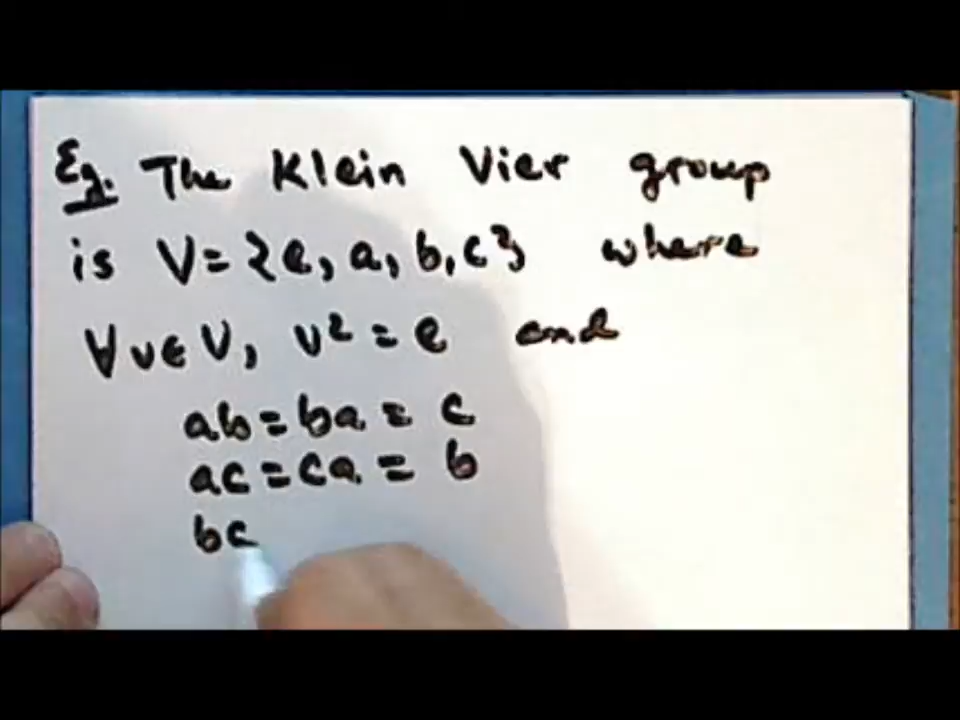 Eg. The Klein Vier group
is V = {e, a, b, c} where
∀v∈V, v² = e and
ab = ba = c
ac = ca = b
bc